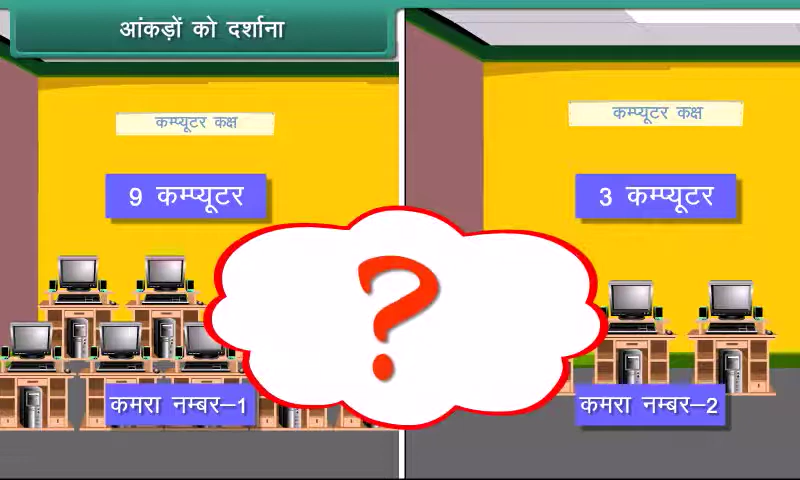 आंकड़ों को दर्शाना
कम्प्यूटर कक्ष
9 कम्प्यूटर
कमरा नम्बर–1
?
कम्प्यूटर कक्ष
3 कम्प्यूटर
कमरा नम्बर–2